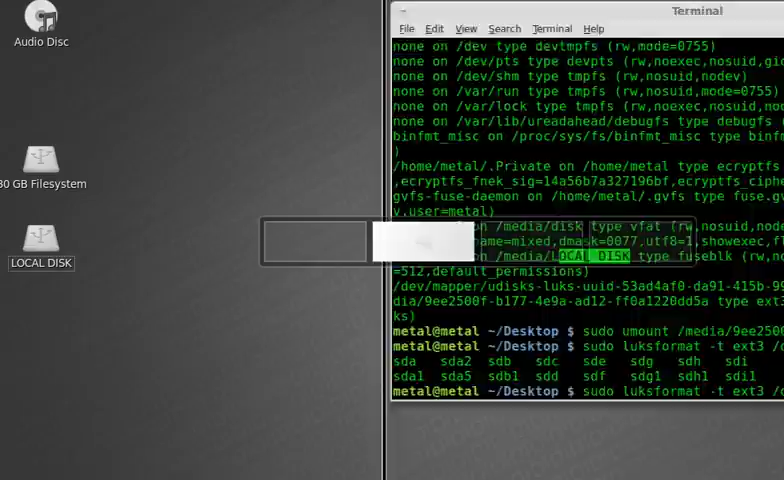 Audio Disc
30 GB Filesystem
LOCAL DISK
Terminal
File Edit View Search Terminal Help
none on /dev type devtmpfs (rw,mode=0755)
none on /dev/pts type devpts (rw,noexec,nosuid,gid
none on /dev/shm type tmpfs (rw,nosuid,nodev)
none on /var/run type tmpfs (rw,nosuid,mode=0755)
none on /var/lock type tmpfs (rw,noexec,nosuid,nod
none on /var/lib/ureadahead/debugfs type debugfs (
binfmt_misc on /proc/sys/fs/binfmt_misc type binfm
)
/home/metal/.Private on /home/metal type ecryptfs
,ecryptfs_fnek_sig=14a56b7a327196bf,ecryptfs_ciphe
gvfs-fuse-daemon on /home/metal/.gvfs type fuse.gv
v,user=metal)
on /media/disk type vfat (rw,nosuid,node
name=mixed,dmask=0077,utf8=1,showexec,fl
on /media/LOCAL DISK type fuseblk (rw,no
=512,default_permissions)
/dev/mapper/udisks-luks-uuid-53ad4af0-da91-415b-99
dia/9ee2500f-b177-4e9a-ad12-ff0a1220dd5a type ext3
ks)
metal@metal ~/Desktop $ sudo umount /media/9ee2500
metal@metal ~/Desktop $ sudo luksformat -t ext3 /d
sda sda2 sdb sdc sde sdg sdh sdi
sda1 sda5 sdb1 sdd sdf sdg1 sdh1 sdi1
metal@metal ~/Desktop $ sudo luksformat -t ext3 /d